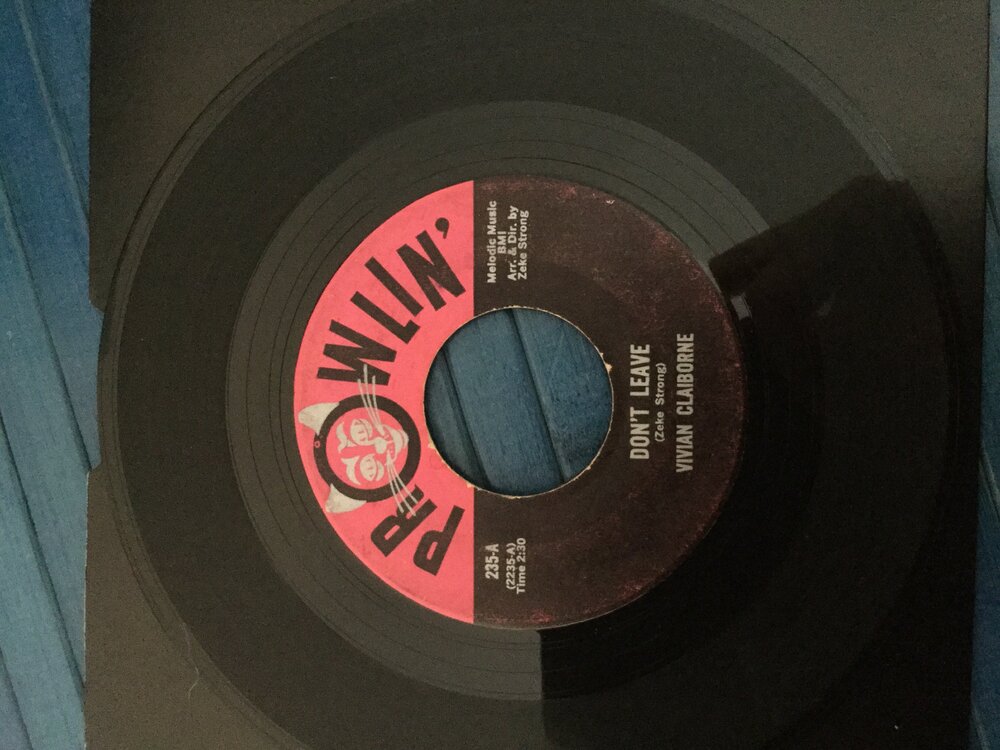 PROWLIN'
235-A
(2235-A)
Time 2:30
Melodic Music
BMI
Arr. & Dir. by
Zeke Strong
DON'T LEAVE
(Zeke Strong)
VIVIAN CLAIBORNE